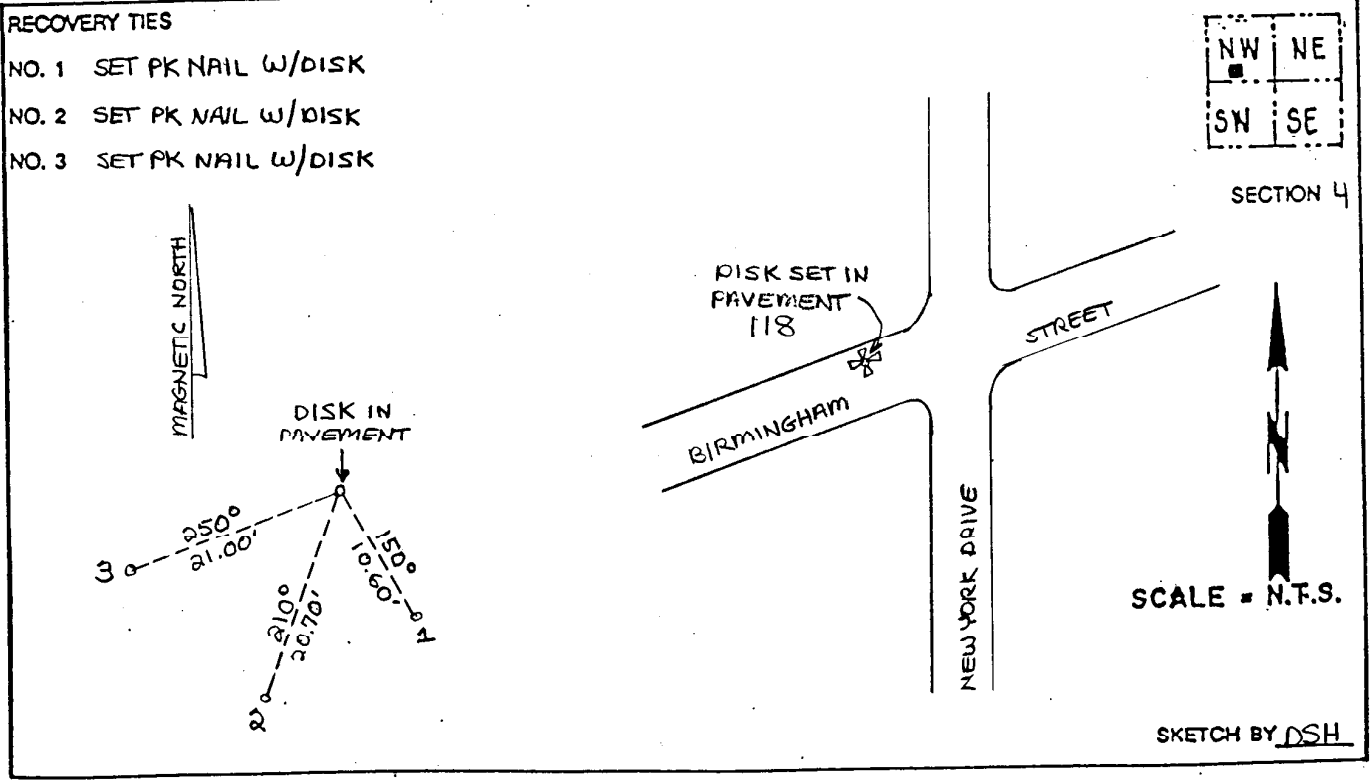 RECOVERY TIES
NO. 1 SET PK NAIL W/DISK
NO. 2 SET PK NAIL W/DISK
NO. 3 SET PK NAIL W/DISK
NW NE
SW SE
SECTION 4
MAGNETIC NORTH
DISK IN
PAVEMENT
250°
21.00'
3
210°
20.70'
2
150°
10.60'
1
DISK SET IN
PAVEMENT
118
BIRMINGHAM
STREET
NEW YORK DRIVE
N
SCALE = N.T.S.
SKETCH BY DSH